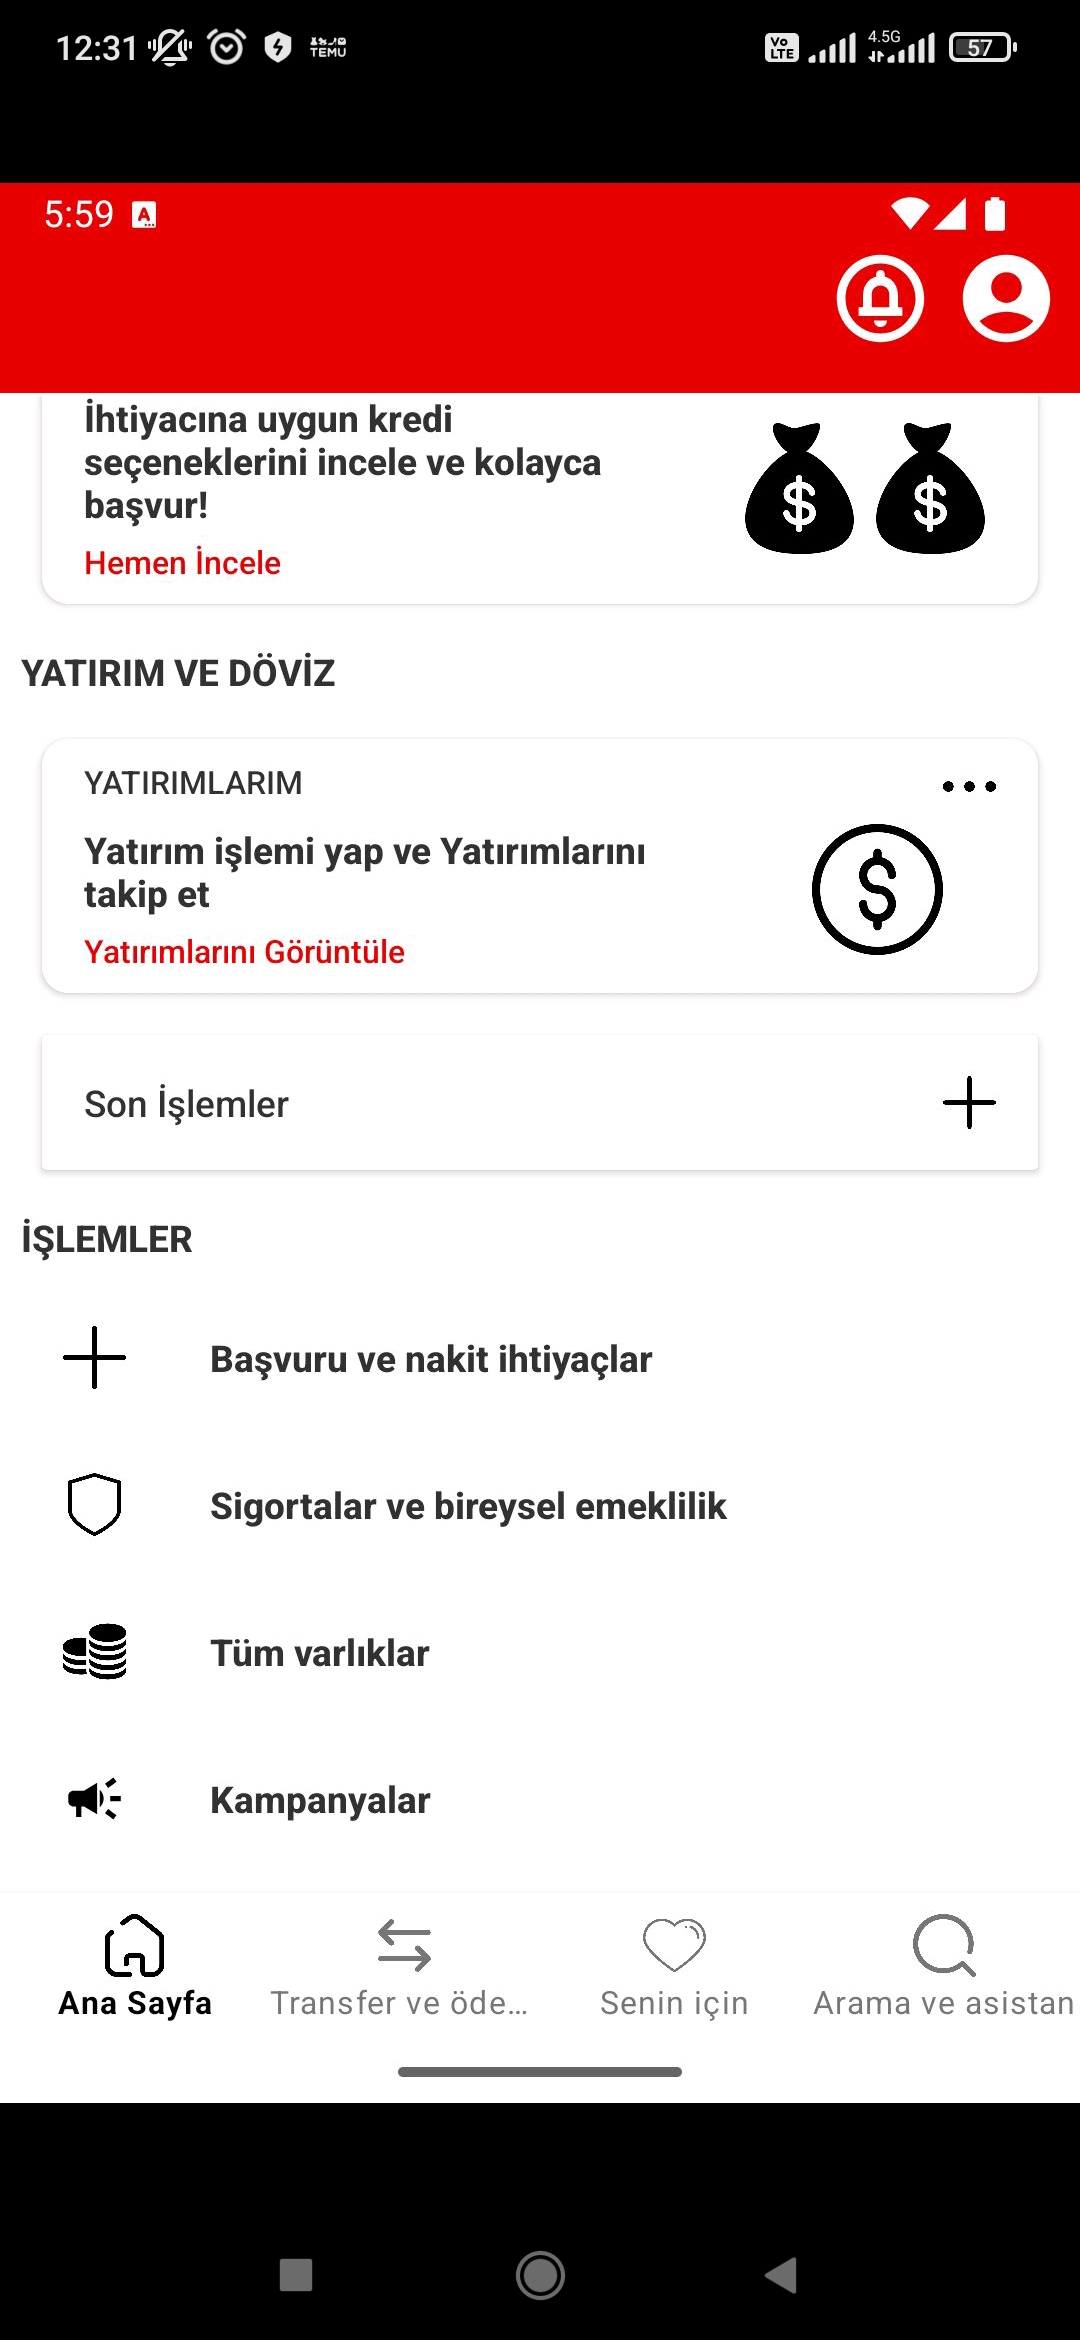 12:31
TEMU
Vo
LTE
4.5G
57
5:59
A
İhtiyacına uygun kredi
seçeneklerini incele ve kolayca
başvur!
$ $
Hemen İncele
YATIRIM VE DÖVİZ
YATIRIMLARIM
Yatırım işlemi yap ve Yatırımlarını
takip et
$
Yatırımlarını Görüntüle
Son İşlemler
İŞLEMLER
Başvuru ve nakit ihtiyaçlar
Sigortalar ve bireysel emeklilik
Tüm varlıklar
Kampanyalar
Ana Sayfa
Transfer ve öde...
Senin için
Arama ve asistan